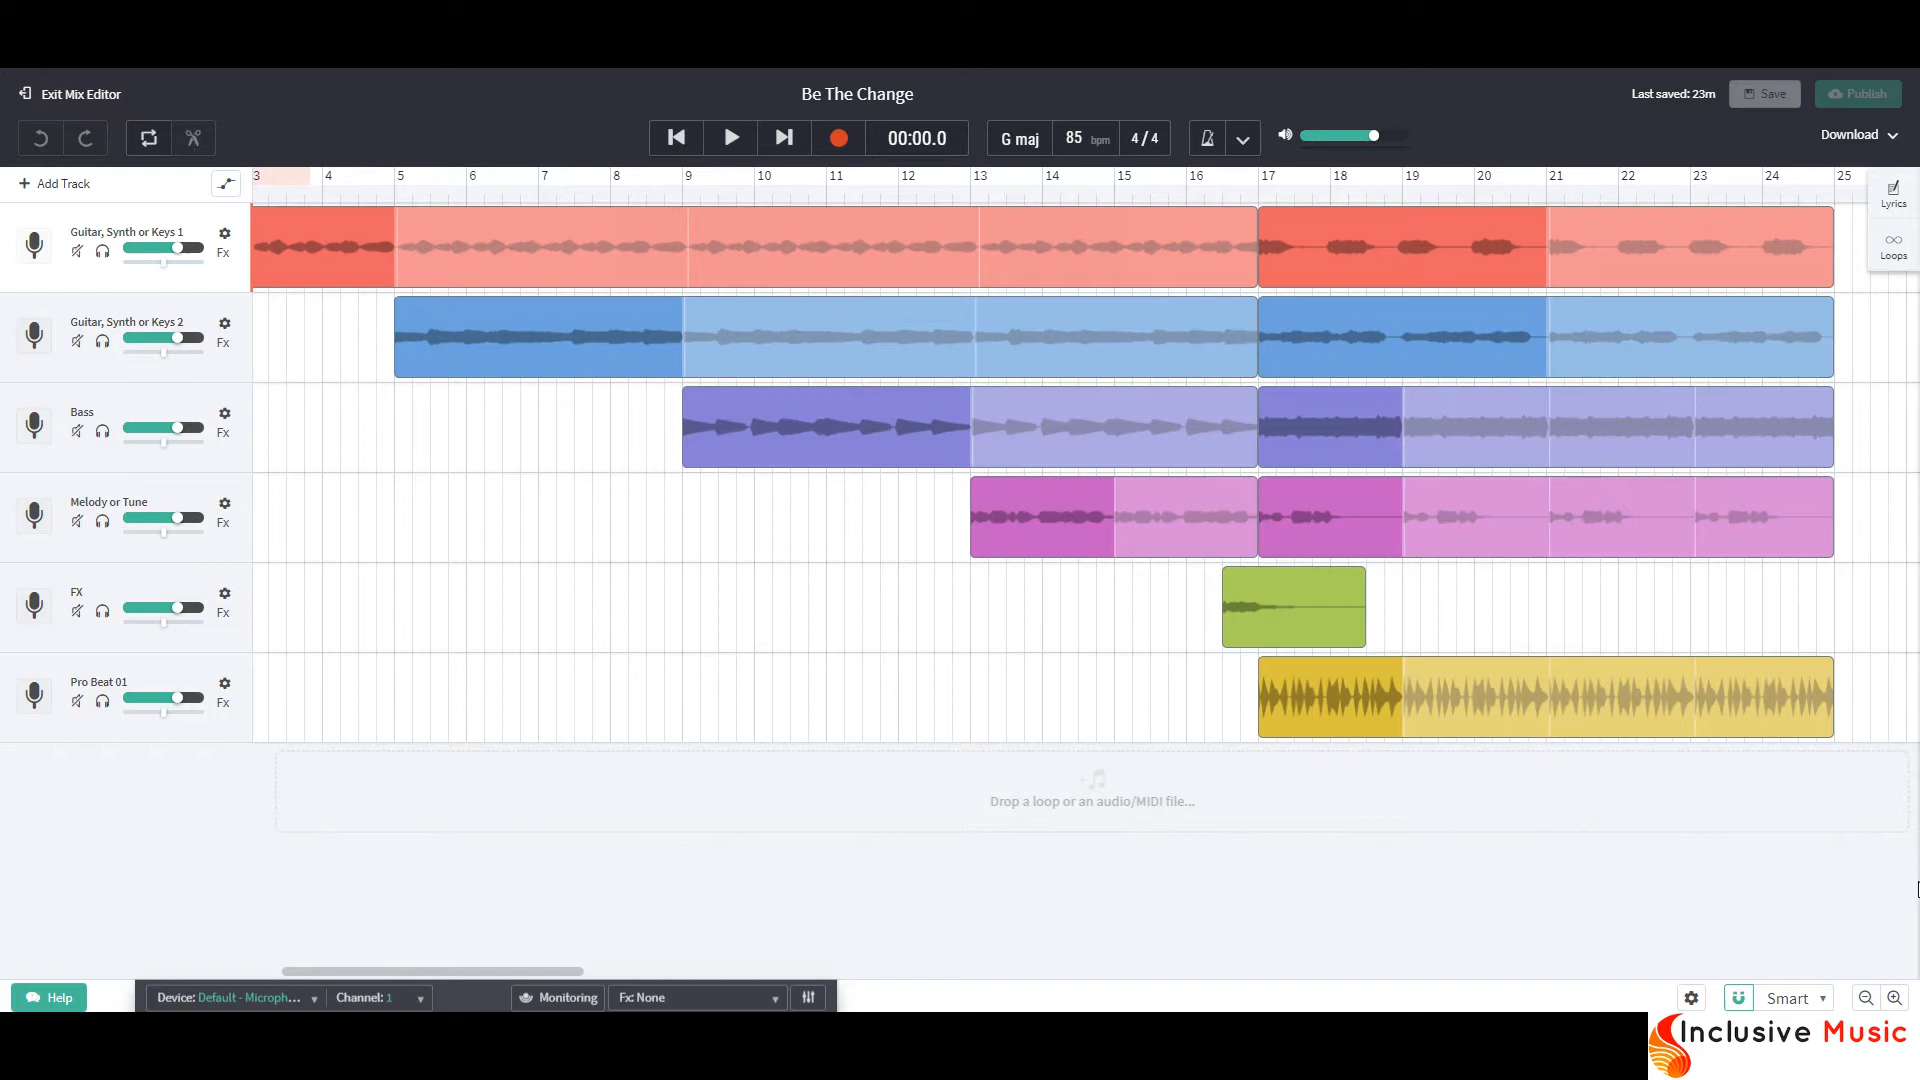 Exit Mix Editor
Be The Change
Last saved: 23m
Save
Publish
00:00.0
G maj
85 bpm
4 / 4
Download
Add Track
3 4 5 6 7 8 9 10 11 12 13 14 15 16 17 18 19 20 21 22 23 24 25
Lyrics
Loops
Guitar, Synth or Keys 1
Fx
Guitar, Synth or Keys 2
Fx
Bass
Fx
Melody or Tune
Fx
FX
Fx
Pro Beat 01
Fx
Drop a loop or an audio/MIDI file...
Help
Device: Default - Microph...
Channel: 1
Monitoring
Fx: None
Smart
Inclusive Music